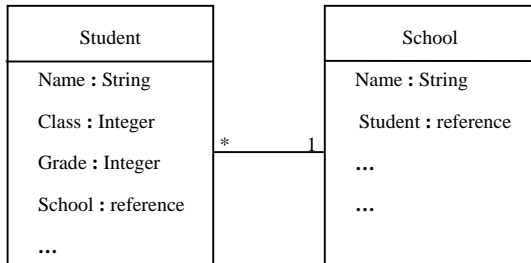 Student
Name : String
Class : Integer
Grade : Integer
School : reference
...
* 1
School
Name : String
Student : reference
...
...